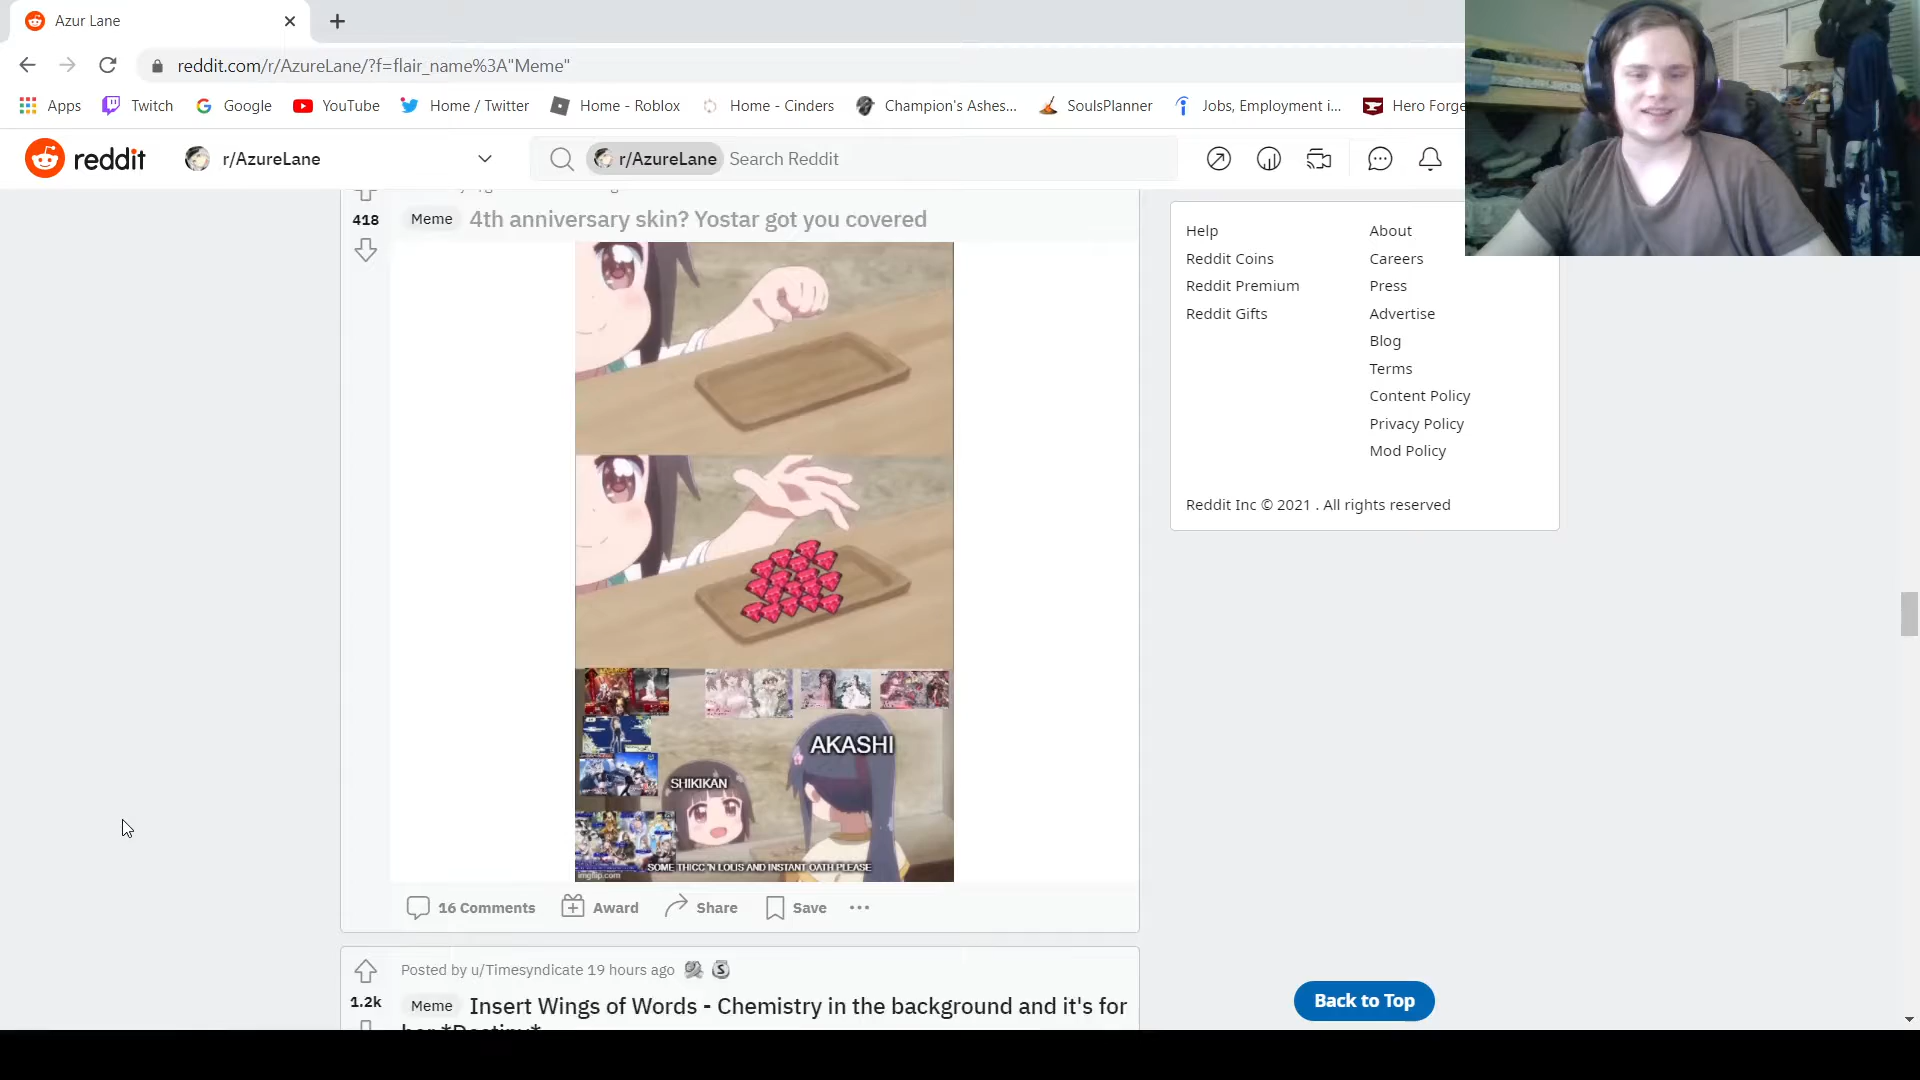 Azur Lane
reddit.com/r/AzureLane/?f=flair_name%3A"Meme"
Apps Twitch Google YouTube Home / Twitter Home - Roblox Home - Cinders Champion's Ashes... SoulsPlanner Jobs, Employment i... Hero Forge
reddit r/AzureLane r/AzureLane Search Reddit
418 Meme 4th anniversary skin? Yostar got you covered
AKASHI
SHIKIKAN
SOME THICC 'N LOLIS AND INSTANT OATH PLEASE
imgflip.com
16 Comments Award Share Save
Posted by u/Timesyndicate 19 hours ago
1.2k Meme Insert Wings of Words - Chemistry in the background and it's for
her *Destiny*
Help About
Reddit Coins Careers
Reddit Premium Press
Reddit Gifts Advertise
Blog
Terms
Content Policy
Privacy Policy
Mod Policy
Reddit Inc © 2021 . All rights reserved
Back to Top